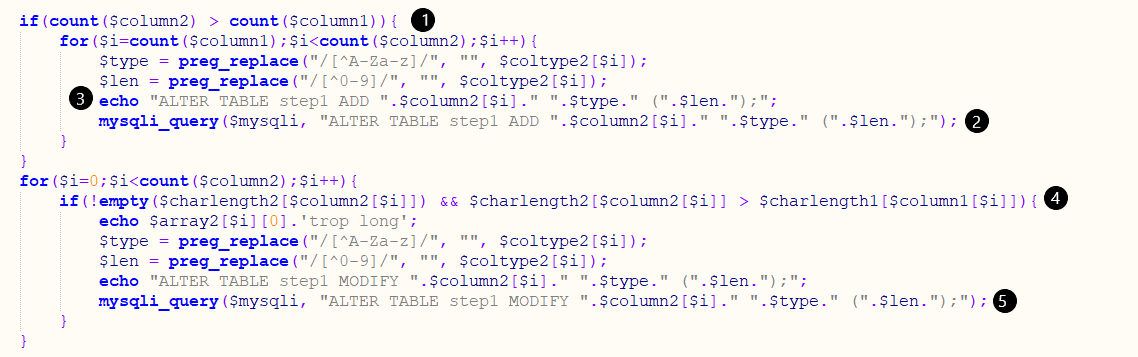 if(count($column2) > count($column1)){ 1
for($i=count($column1);$i<count($column2);$i++){
$type = preg_replace("/[^A-Za-z]/", "", $coltype2[$i]);
$len = preg_replace("/[^0-9]/", "", $coltype2[$i]);
3 echo "ALTER TABLE step1 ADD ".$column2[$i]." ".$type." (".$len.");";
mysqli_query($mysqli, "ALTER TABLE step1 ADD ".$column2[$i]." ".$type." (".$len.");"); 2
}
}
for($i=0;$i<count($column2);$i++){
if(!empty($charlength2[$column2[$i]]) && $charlength2[$column2[$i]] > $charlength1[$column1[$i]]){ 4
echo $array2[$i][0].'trop long';
$type = preg_replace("/[^A-Za-z]/", "", $coltype2[$i]);
$len = preg_replace("/[^0-9]/", "", $coltype2[$i]);
echo "ALTER TABLE step1 MODIFY ".$column2[$i]." ".$type." (".$len.");";
mysqli_query($mysqli, "ALTER TABLE step1 MODIFY ".$column2[$i]." ".$type." (".$len.");"); 5
}
}